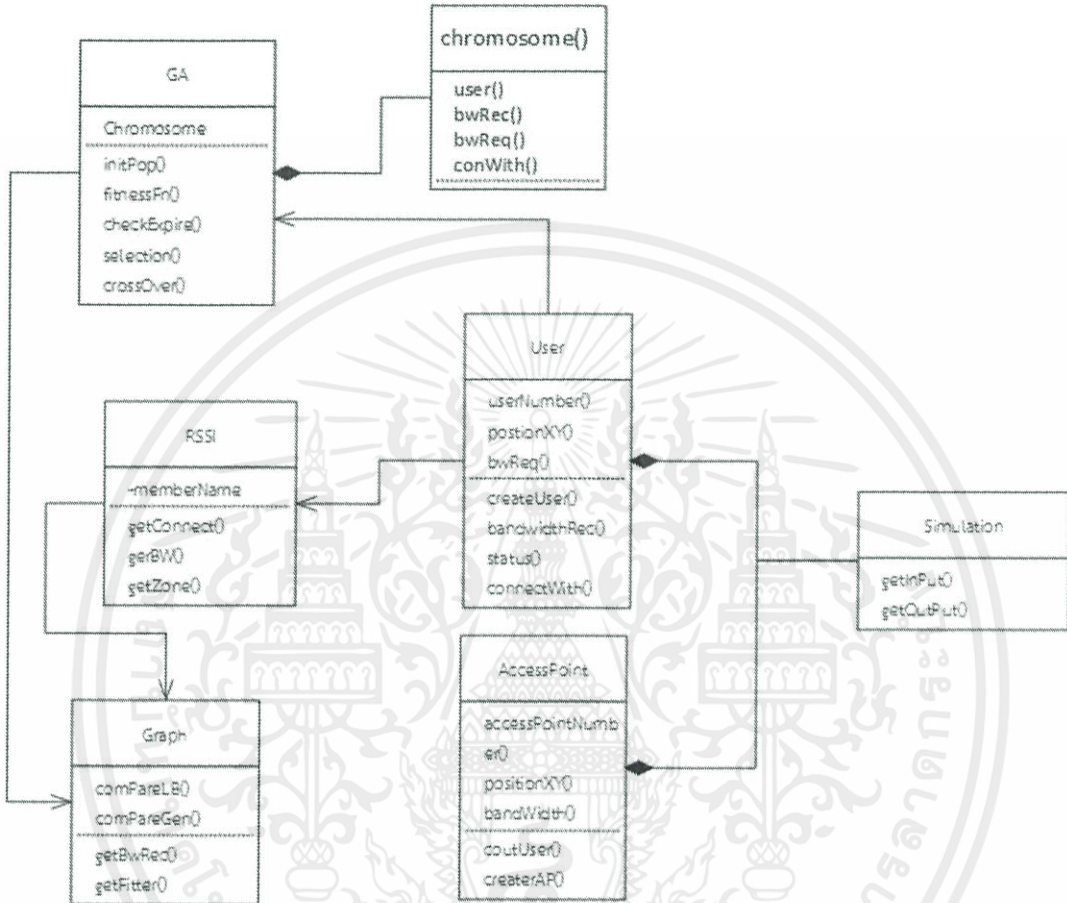 chromosome()
user()
bwRec()
bwReq()
conWith()
GA
Chromosome
initPop()
fitnessFn()
checkExpire()
selection()
crossOver()
User
userNumber()
postionXY()
bwReq()
createUser()
bandwidthRec()
status()
connectWith()
RSSI
-memberName
getConnect()
gerBW()
getZone()
Simulation
getInPut()
getOutPut()
AccessPoint
accessPointNumb
er()
positionXY()
bandWidth()
coutUser()
createrAP()
Graph
comPareLB()
comPareGen()
getBwRec()
getFitter()